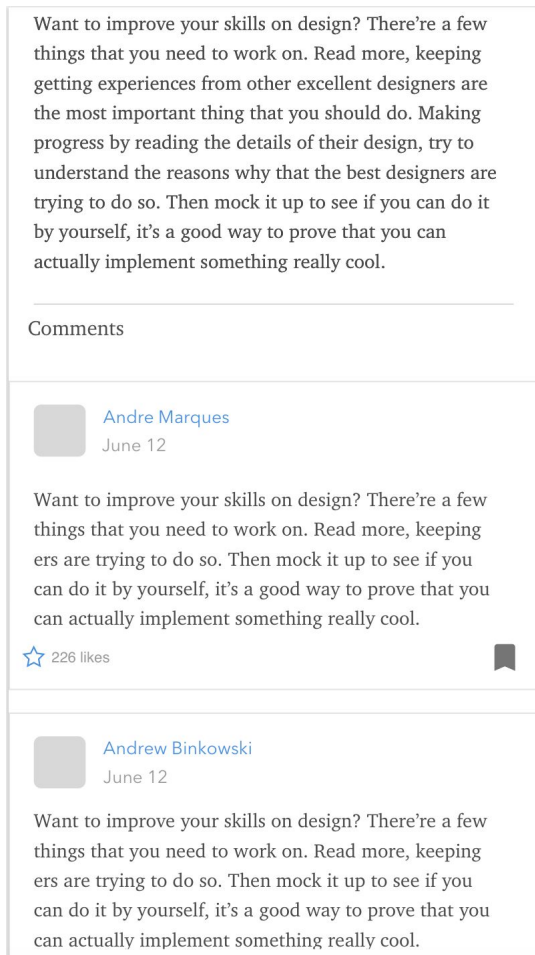 Want to improve your skills on design? There’re a few
things that you need to work on. Read more, keeping
getting experiences from other excellent designers are
the most important thing that you should do. Making
progress by reading the details of their design, try to
understand the reasons why that the best designers are
trying to do so. Then mock it up to see if you can do it
by yourself, it’s a good way to prove that you can
actually implement something really cool.
Comments
Andre Marques
June 12
Want to improve your skills on design? There’re a few
things that you need to work on. Read more, keeping
ers are trying to do so. Then mock it up to see if you
can do it by yourself, it’s a good way to prove that you
can actually implement something really cool.
226 likes
Andrew Binkowski
June 12
Want to improve your skills on design? There’re a few
things that you need to work on. Read more, keeping
ers are trying to do so. Then mock it up to see if you
can do it by yourself, it’s a good way to prove that you
can actually implement something really cool.